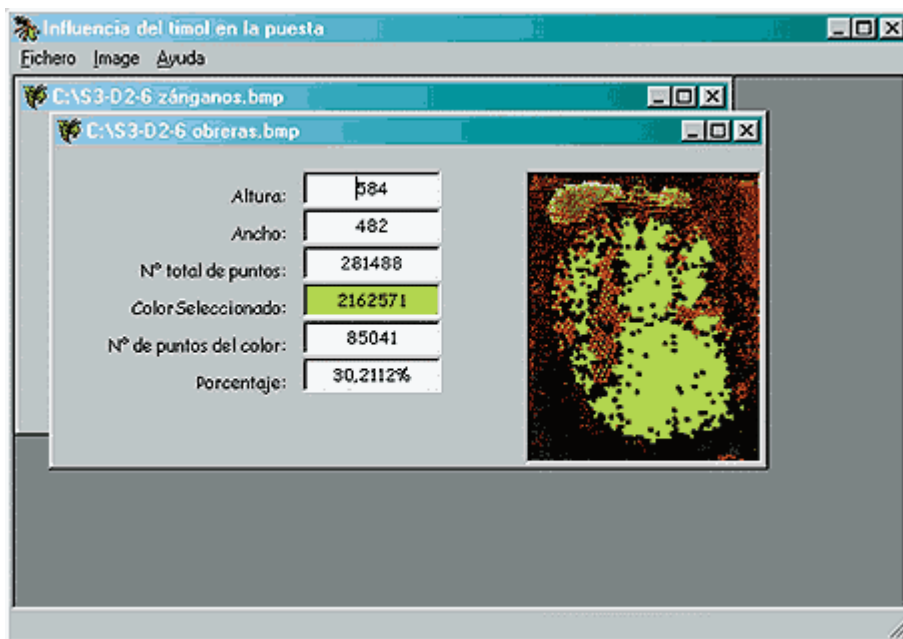 Influencia del timol en la puesta
Fichero Image Ayuda
C:\S3-D2-6 zánganos.bmp
C:\S3-D2-6 obreras.bmp
Altura: 584
Ancho: 482
Nº total de puntos: 281488
Color Seleccionado: 2162571
Nº de puntos del color: 85041
Porcentaje: 30,2112%